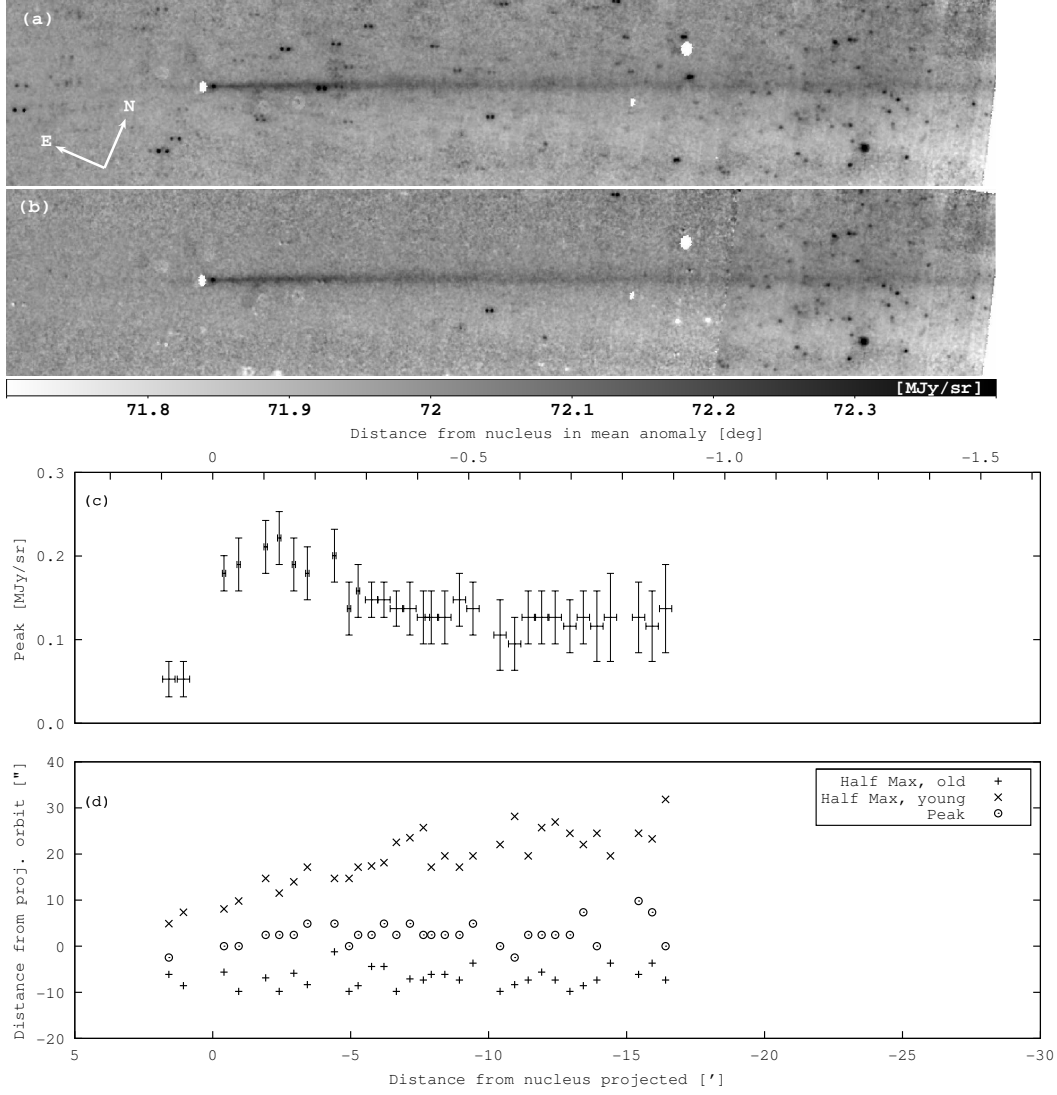 (a)
N
E
(b)
[MJy/sr]
71.8 71.9 72 72.1 72.2 72.3
Distance from nucleus in mean anomaly [deg]
0 −0.5 −1.0 −1.5
0.3
(c)
0.2
0.1
0.0
Peak [MJy/sr]
40
Half Max, old
(d)
Half Max, young
30
Peak
20
10
0
−10
−20
Distance from proj. orbit ["]
5 0 −5 −10 −15 −20 −25 −30
Distance from nucleus projected [']